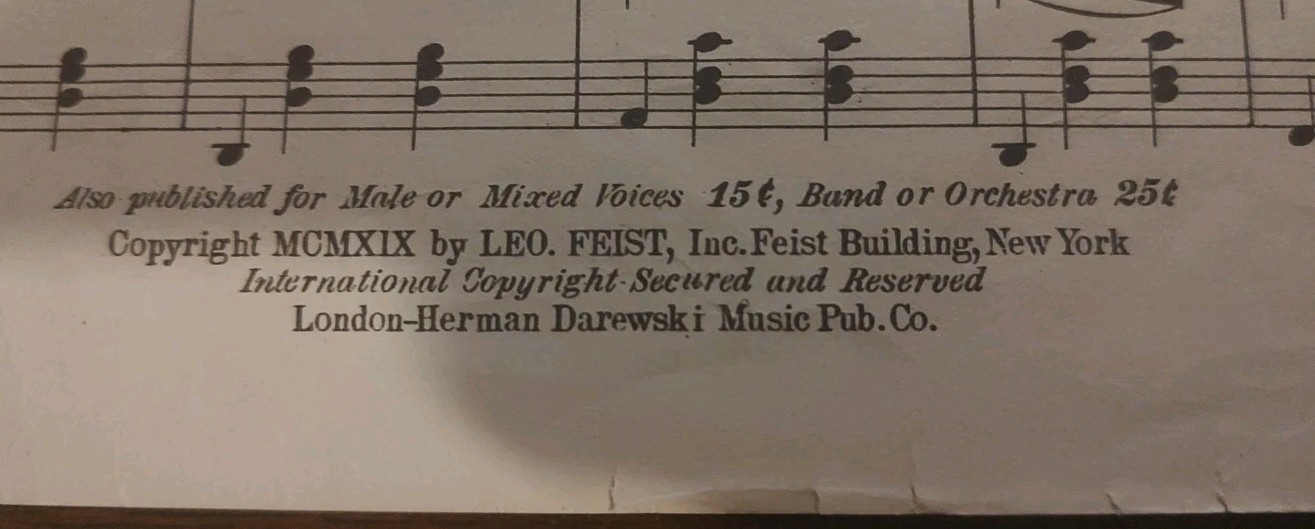 Also published for Male or Mixed Voices 15¢, Band or Orchestra 25¢
Copyright MCMXIX by LEO. FEIST, Inc. Feist Building, New York
International Copyright Secured and Reserved
London-Herman Darewski Music Pub. Co.